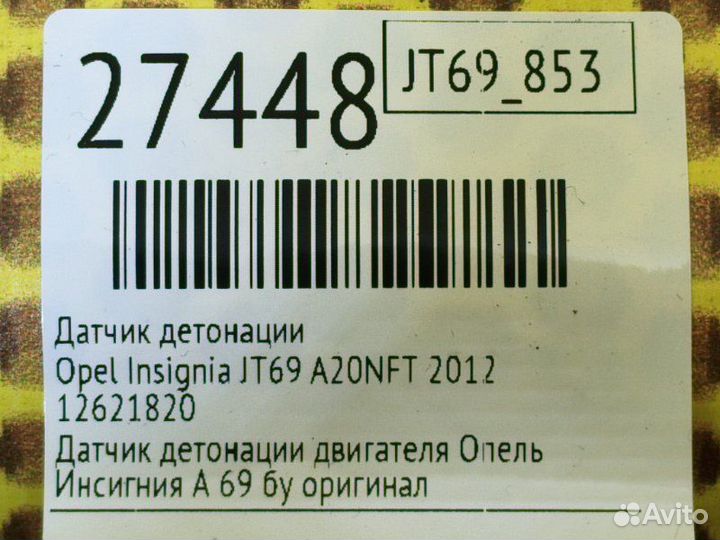 27448
JT69_853
Датчик детонации
Opel Insignia JT69 A20NFT 2012
12621820
Датчик детонации двигателя Опель
Инсигния А 69 бу оригинал
Avito